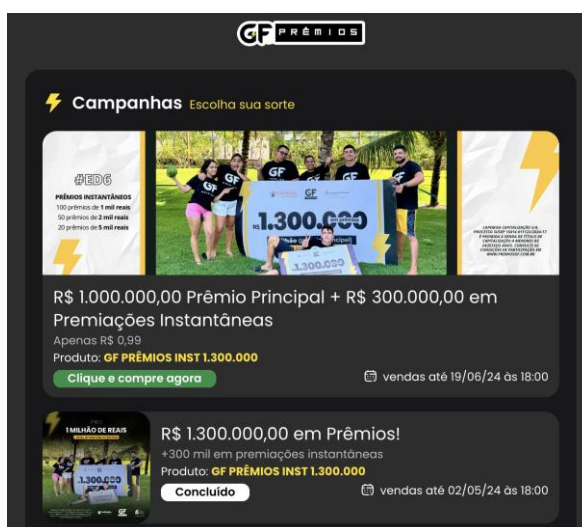 GF PRÊMIOS
Campanhas Escolha sua sorte
#ED6
PRÊMIOS INSTANTÂNEOS
100 prêmios de 1 mil reais
50 prêmios de 2 mil reais
20 prêmios de 5 mil reais
GF
R$ 1.300.000
1.300.000
CAPEMISA CAPITALIZAÇÃO S/A,
R$ 1.000.000,00 Prêmio Principal + R$ 300.000,00 em
Premiações Instantâneas
Apenas R$ 0,99
Produto: GF PRÊMIOS INST 1.300.000
Clique e compre agora
vendas até 19/06/24 às 18:00
1 MILHÃO DE REAIS
1.300.000
R$ 1.300.000,00 em Prêmios!
+300 mil em premiações instantâneas
Produto: GF PRÊMIOS INST 1.300.000
Concluído
vendas até 02/05/24 às 18:00